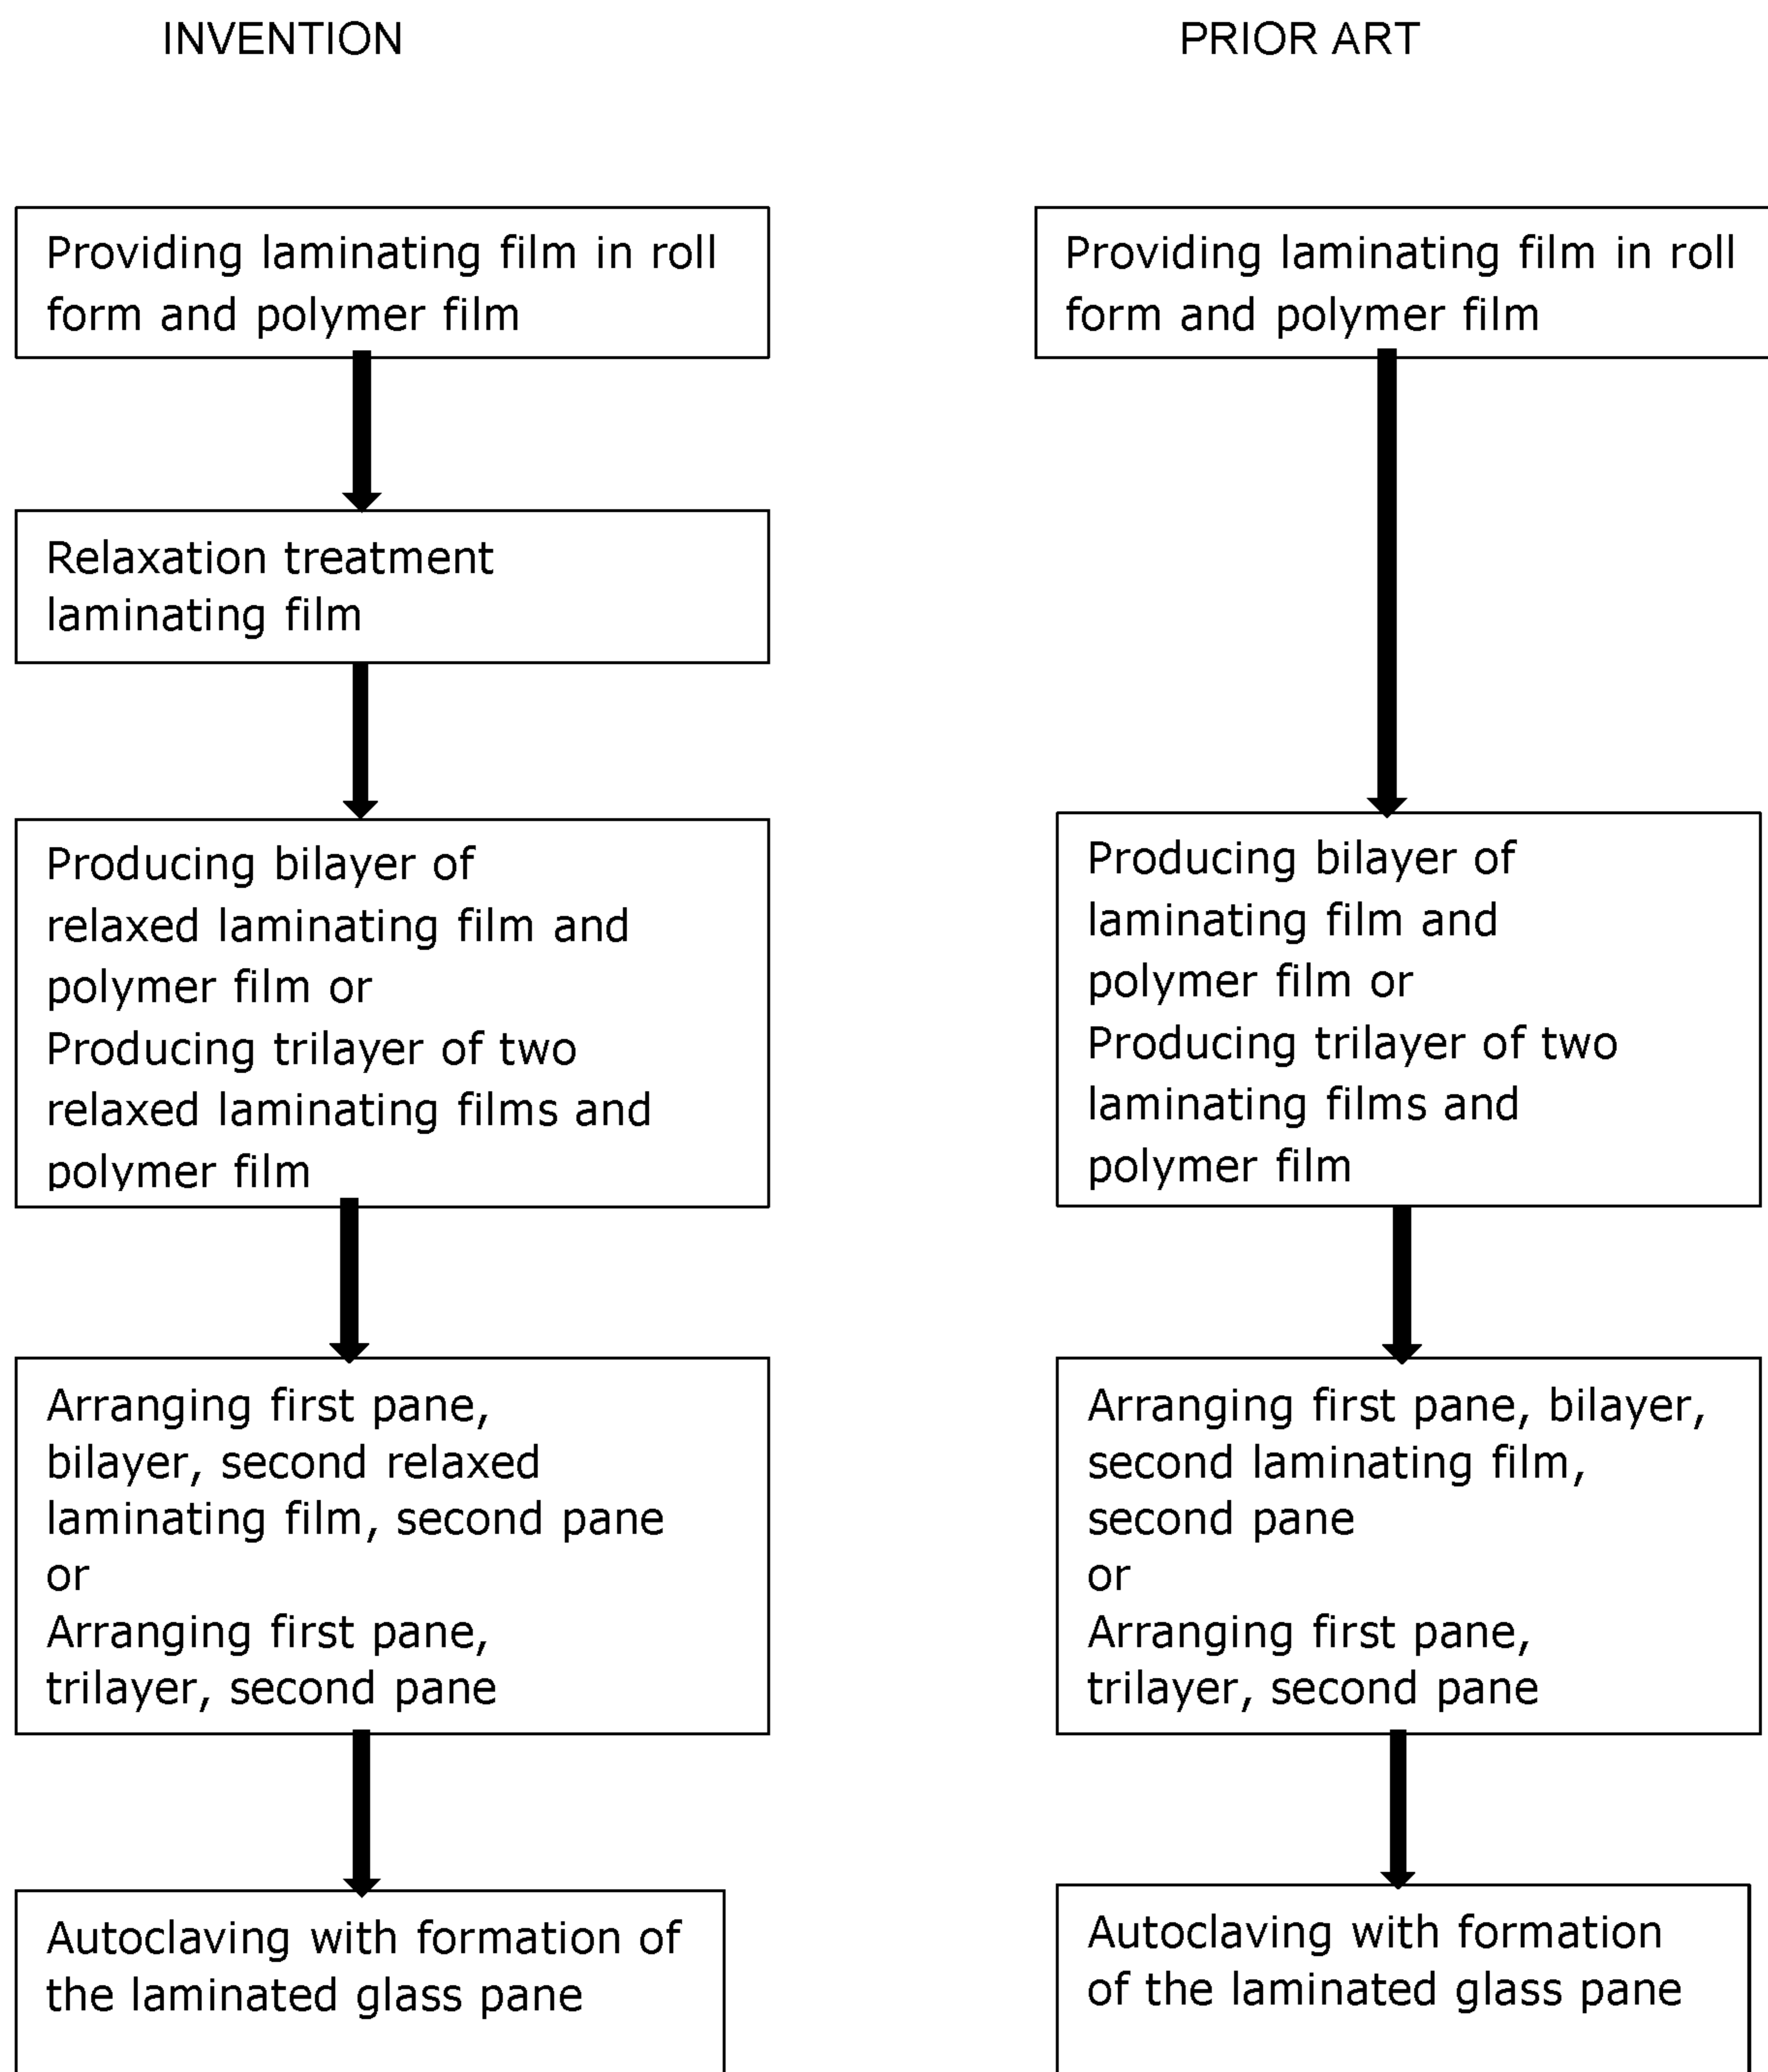 INVENTION
Providing laminating film in roll
form and polymer film
Relaxation treatment
laminating film
Producing bilayer of
relaxed laminating film and
polymer film or
Producing trilayer of two
relaxed laminating films and
polymer film
Arranging first pane,
bilayer, second relaxed
laminating film, second pane
or
Arranging first pane,
trilayer, second pane
Autoclaving with formation of
the laminated glass pane
PRIOR ART
Providing laminating film in roll
form and polymer film
Producing bilayer of
laminating film and
polymer film or
Producing trilayer of two
laminating films and
polymer film
Arranging first pane, bilayer,
second laminating film,
second pane
or
Arranging first pane,
trilayer, second pane
Autoclaving with formation
of the laminated glass pane